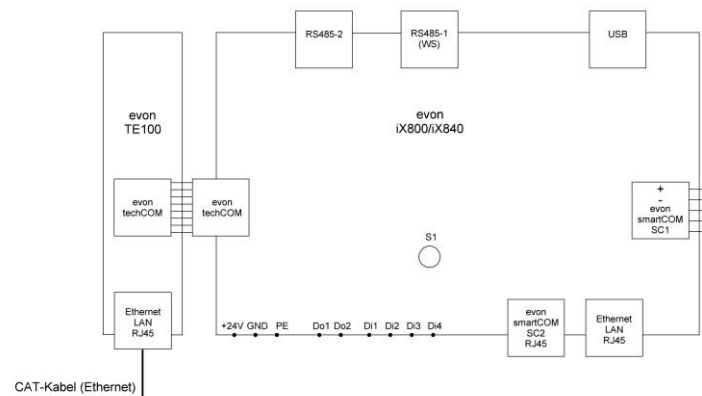 RS485-2
RS485-1
(WS)
USB
evon
TE100
evon
iX800/iX840
evon
techCOM
evon
techCOM
+
-
evon
smartCOM
SC1
S1
Ethernet
LAN
RJ45
+24V GND PE Do1 Do2 Di1 Di2 Di3 Di4
evon
smartCOM
SC2
RJ45
Ethernet
LAN
RJ45
CAT-Kabel (Ethernet)